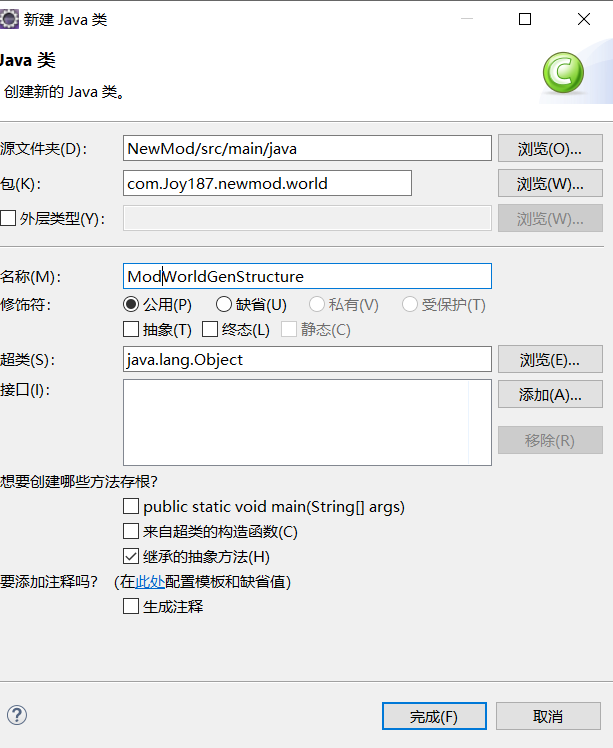 新建 Java 类
Java 类
创建新的 Java 类。
源文件夹(D): NewMod/src/main/java 浏览(O)...
包(K): com.Joy187.newmod.world 浏览(W)...
外层类型(Y): 浏览(W)...
名称(M): ModWorldGenStructure
修饰符: 公用(P) 缺省(U) 私有(V) 受保护(T)
抽象(T) 终态(L) 静态(C)
超类(S): java.lang.Object 浏览(E)...
接口(I): 添加(A)...
移除(R)
想要创建哪些方法存根?
public static void main(String[] args)
来自超类的构造函数(C)
继承的抽象方法(H)
要添加注释吗? (在此处配置模板和缺省值)
生成注释
? 完成(F) 取消